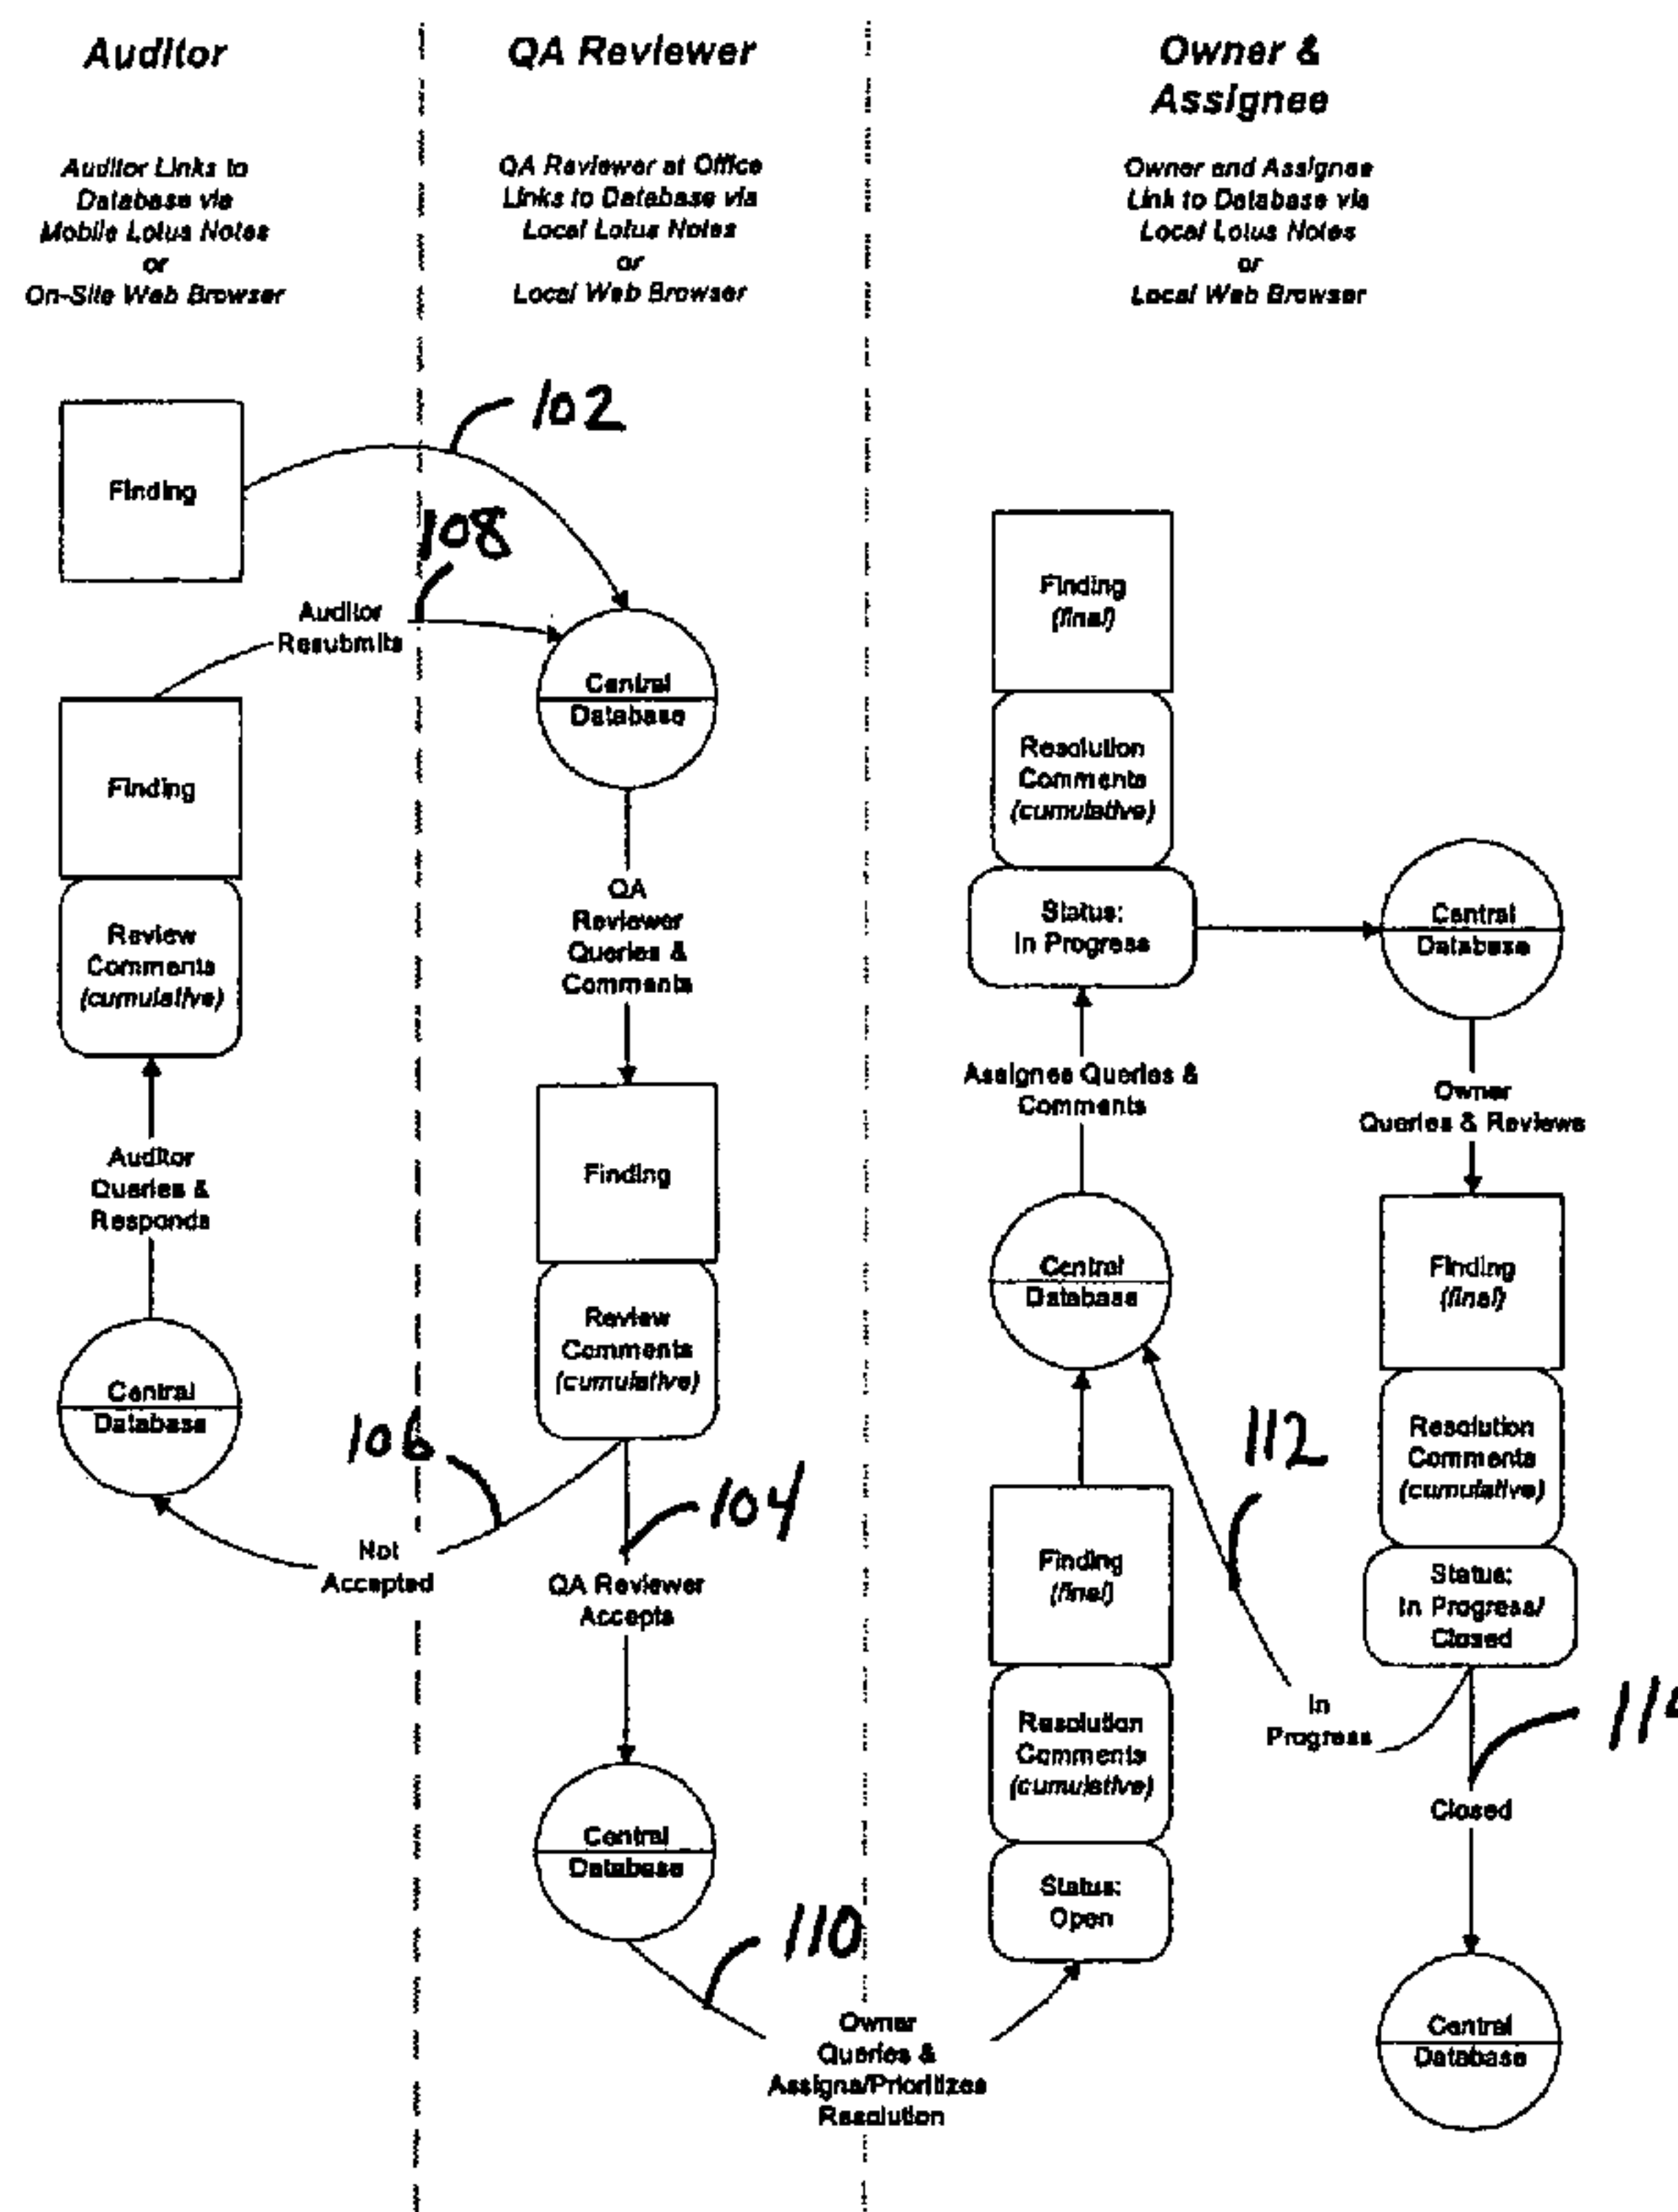 Auditor
Auditor Links to
Database via
Mobile Lotus Notes
or
On-Site Web Browser
QA Reviewer
QA Reviewer at Office
Links to Database via
Local Lotus Notes
or
Local Web Browser
Owner &
Assignee
Owner and Assignee
Link to Database via
Local Lotus Notes
or
Local Web Browser
102
Finding
108
Auditor
Resubmits
Central
Database
Finding
Review
Comments
(cumulative)
Auditor
Queries &
Responds
Central
Database
QA
Reviewer
Queries &
Comments
Finding
Review
Comments
(cumulative)
106
104
Not
Accepted
QA Reviewer
Accepts
Central
Database
110
Owner
Queries &
Assigns/Prioritizes
Resolution
Finding
(final)
Resolution
Comments
(cumulative)
Status:
In Progress
Central
Database
Assignee Queries &
Comments
Owner
Queries & Reviews
Central
Database
Finding
(final)
Resolution
Comments
(cumulative)
Status:
In Progress/
Closed
112
Finding
(final)
Resolution
Comments
(cumulative)
Status:
Open
In
Progress
Closed
Central
Database